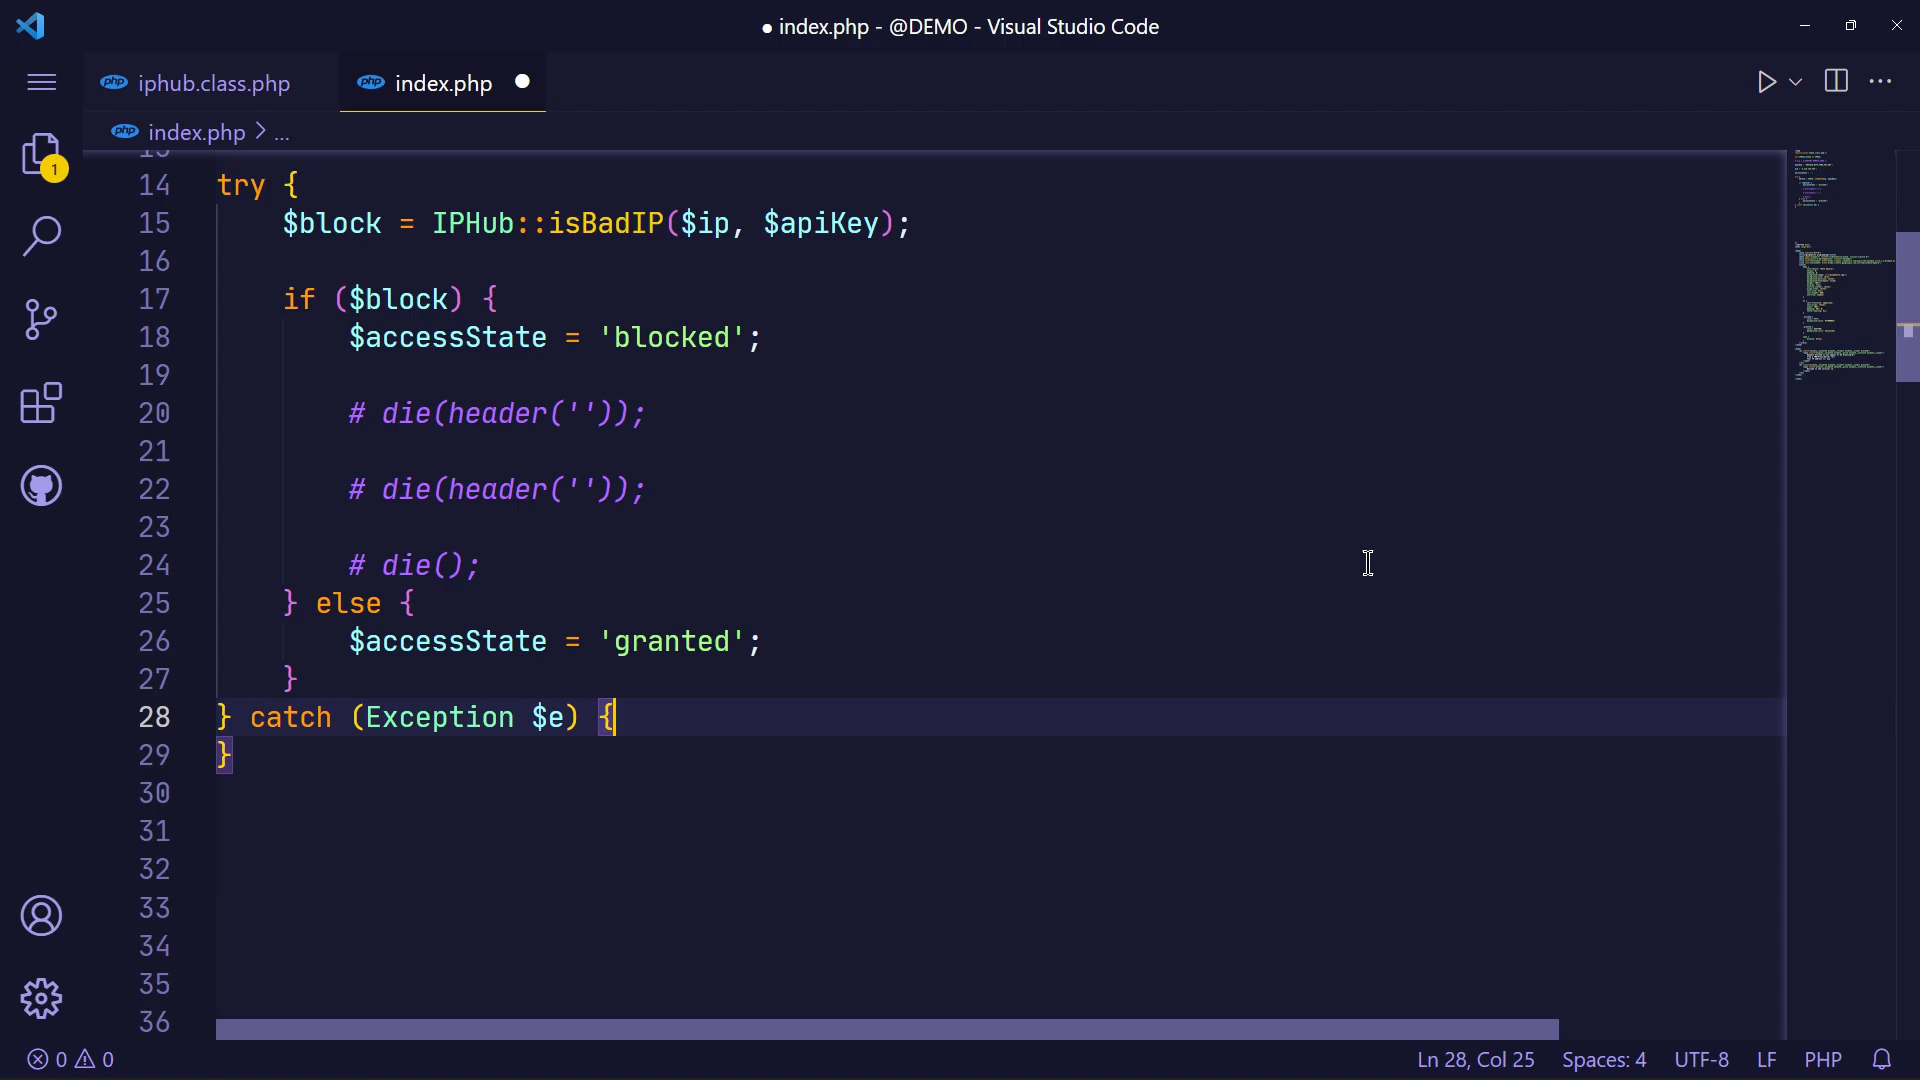 ● index.php - @DEMO - Visual Studio Code
php iphub.class.php
php index.php ●
php index.php > ...
1
14 try {
15 $block = IPHub::isBadIP($ip, $apiKey);
16
17 if ($block) {
18 $accessState = 'blocked';
19
20 # die(header(''));
21
22 # die(header(''));
23
24 # die();
25 } else {
26 $accessState = 'granted';
27 }
28 } catch (Exception $e) {
29 }
30
31
32
33
34
35
36
0 0 Ln 28, Col 25 Spaces: 4 UTF-8 LF PHP